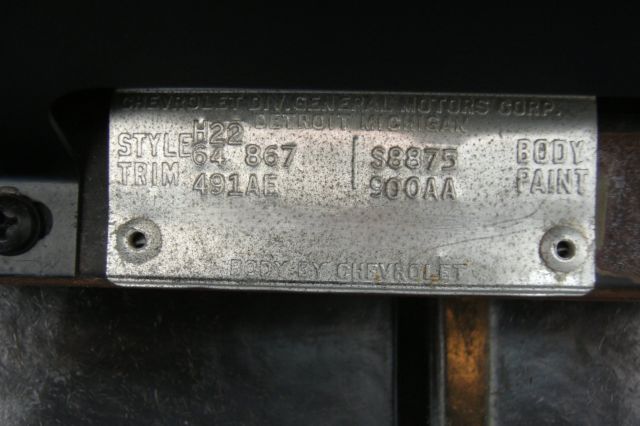 CHEVROLET DIV. GENERAL MOTORS CORP.
DETROIT MICHIGAN
H22
STYLE 64 867 S8875 BODY
TRIM 491AE 900AA PAINT
BODY BY CHEVROLET